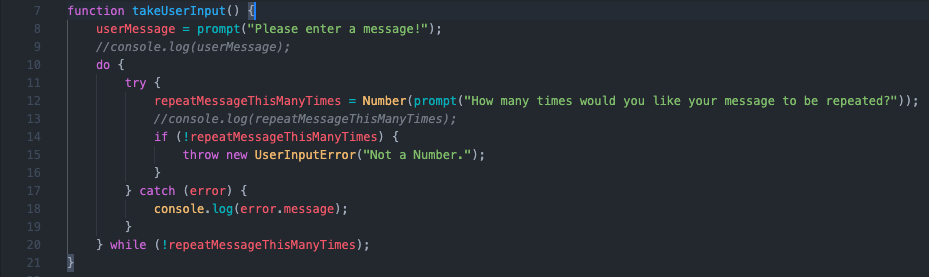 7 function takeUserInput() {
8 userMessage = prompt("Please enter a message!");
9 //console.log(userMessage);
10 do {
11 try {
12 repeatMessageThisManyTimes = Number(prompt("How many times would you like your message to be repeated?"));
13 //console.log(repeatMessageThisManyTimes);
14 if (!repeatMessageThisManyTimes) {
15 throw new UserInputError("Not a Number.");
16 }
17 } catch (error) {
18 console.log(error.message);
19 }
20 } while (!repeatMessageThisManyTimes);
21 }